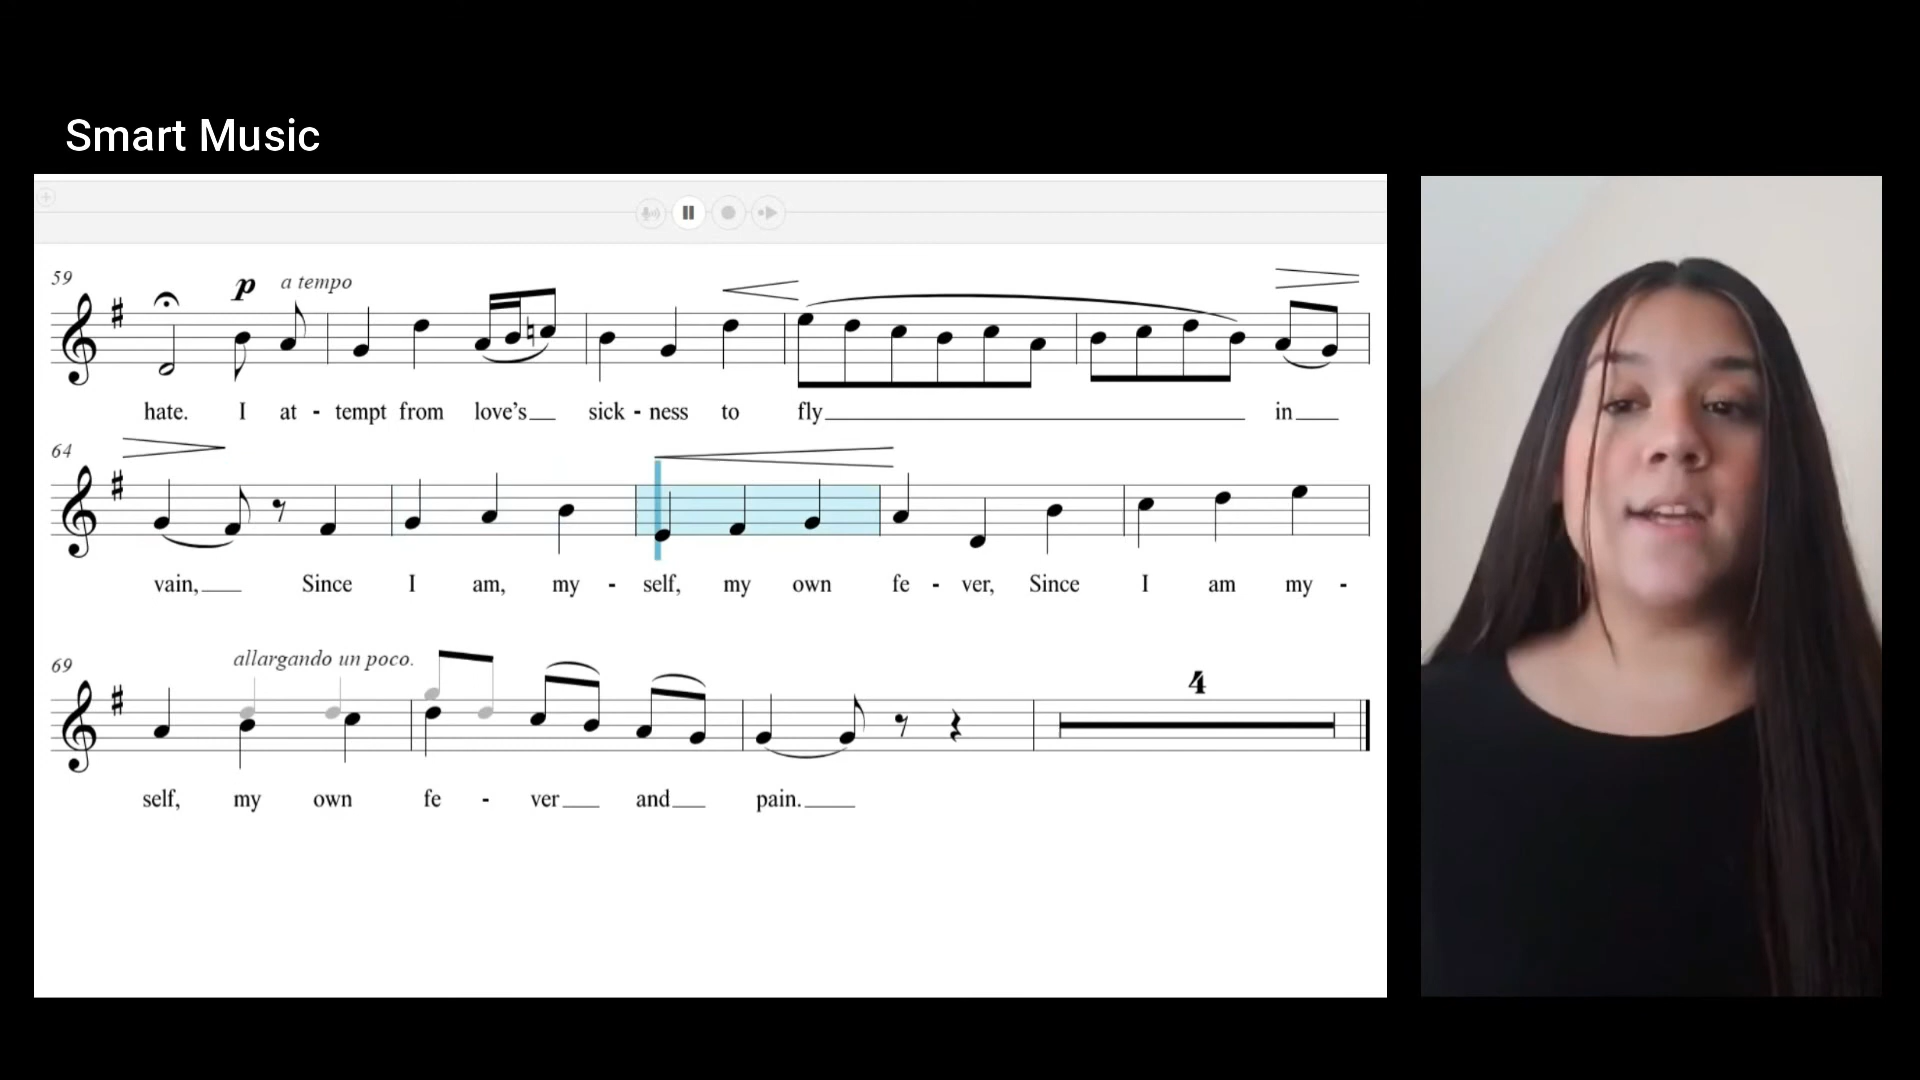 Smart Music
59
p a tempo
hate. I at - tempt from love's sick - ness to fly in
64
vain, Since I am, my - self, my own fe - ver, Since I am my -
69
allargando un poco.
4
self, my own fe - ver and pain.